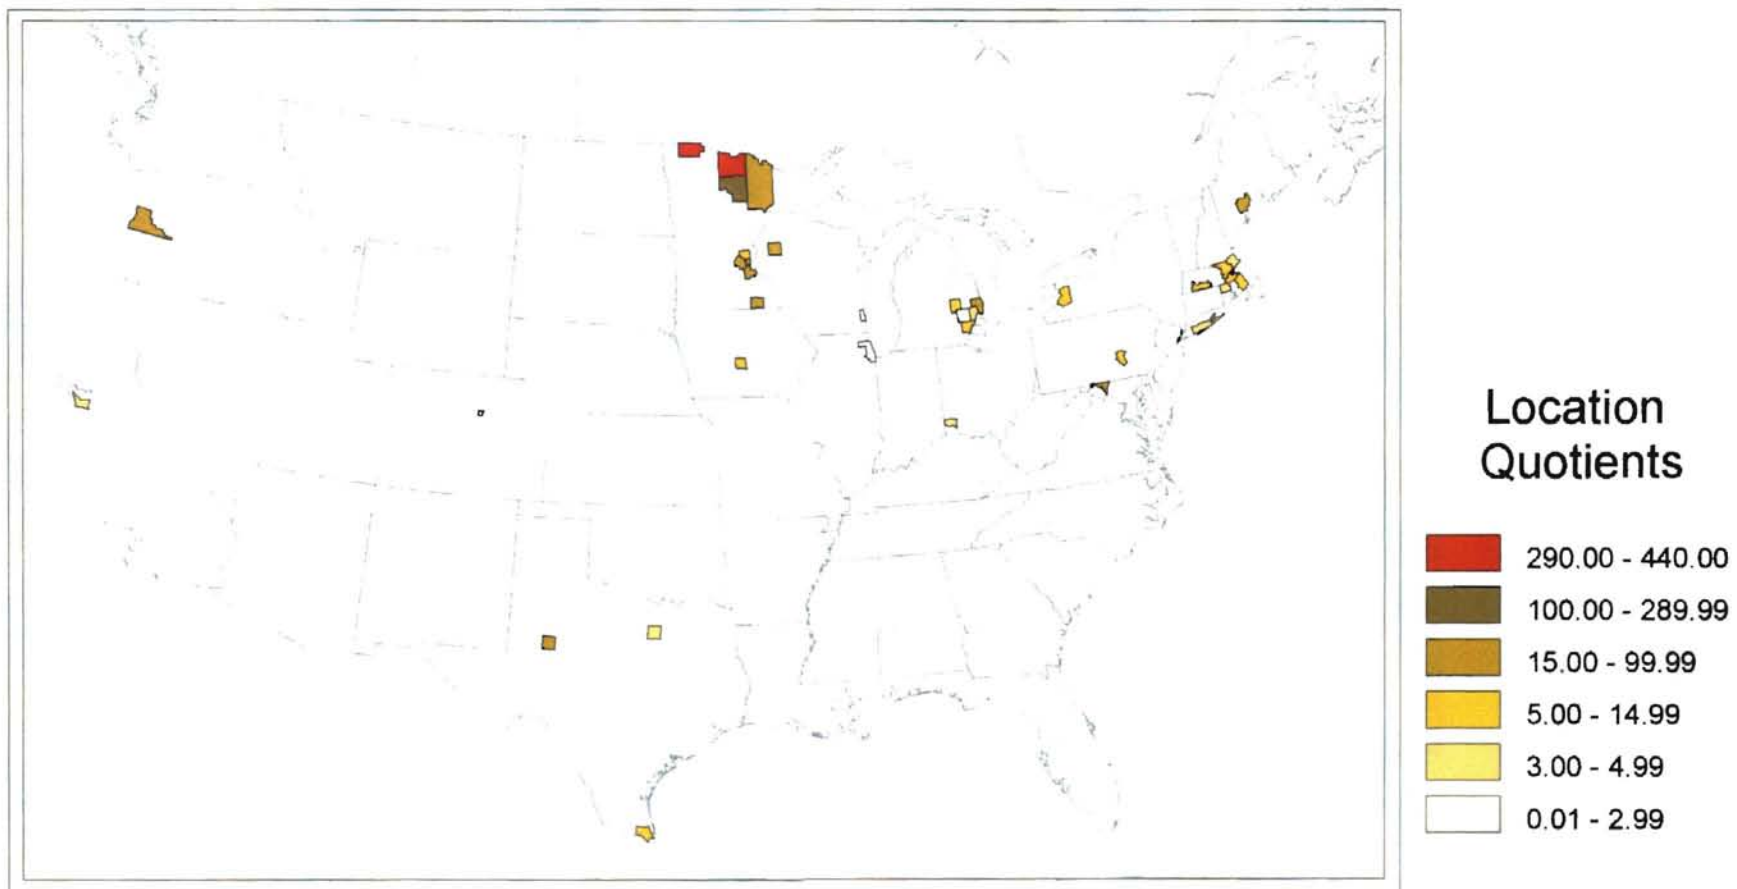 Location
Quotients
290.00 - 440.00
100.00 - 289.99
15.00 - 99.99
5.00 - 14.99
3.00 - 4.99
0.01 - 2.99